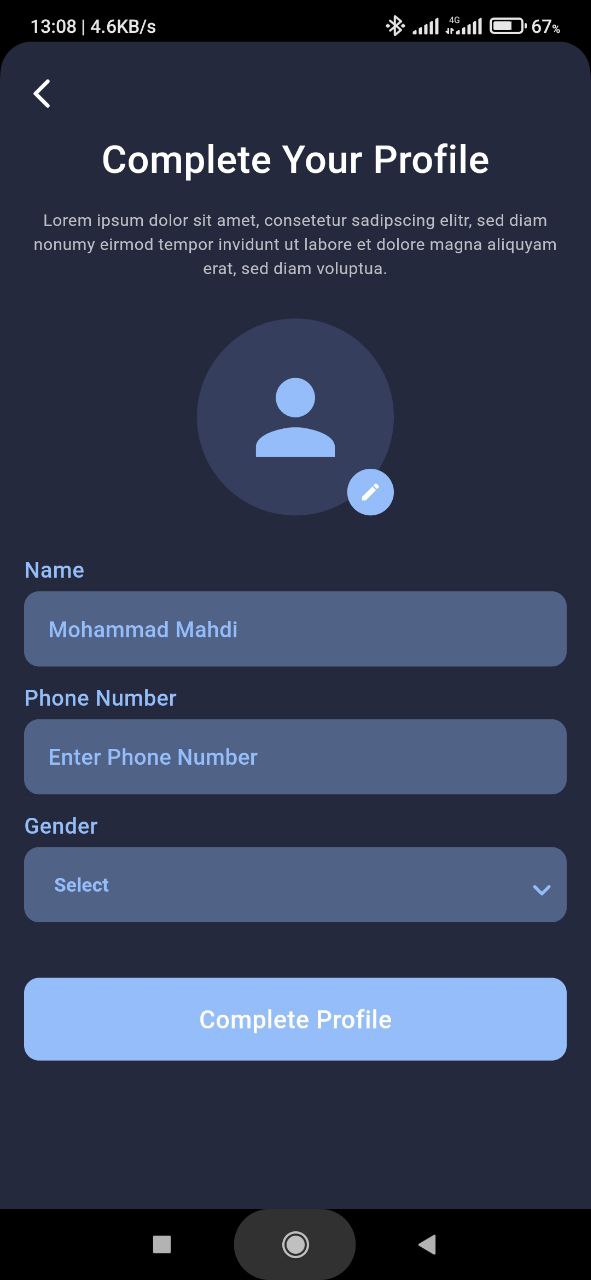 13:08 | 4.6KB/s 4G 67%
Complete Your Profile
Lorem ipsum dolor sit amet, consetetur sadipscing elitr, sed diam
nonumy eirmod tempor invidunt ut labore et dolore magna aliquyam
erat, sed diam voluptua.
Name
Mohammad Mahdi
Phone Number
Enter Phone Number
Gender
Select
Complete Profile